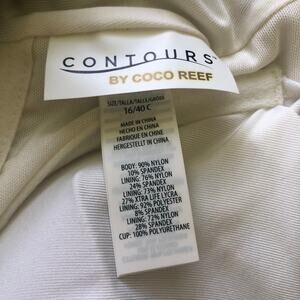 CONTOURS™
BY COCO REEF
SIZE/TALLA/TAILLE/GRÖßE
16/40 C
MADE IN CHINA
HECHO EN CHINA
FABRIQUE EN CHINE
HERGESTELLT IN CHINA
BODY: 90% NYLON
10% SPANDEX
LINING: 76% NYLON
24% SPANDEX
LINING: 73% NYLON
27% XTRA LIFE LYCRA
LINING: 92% POLYESTER
8% SPANDEX
LINING: 72% NYLON
28% SPANDEX
CUP: 100% POLYURETHANE